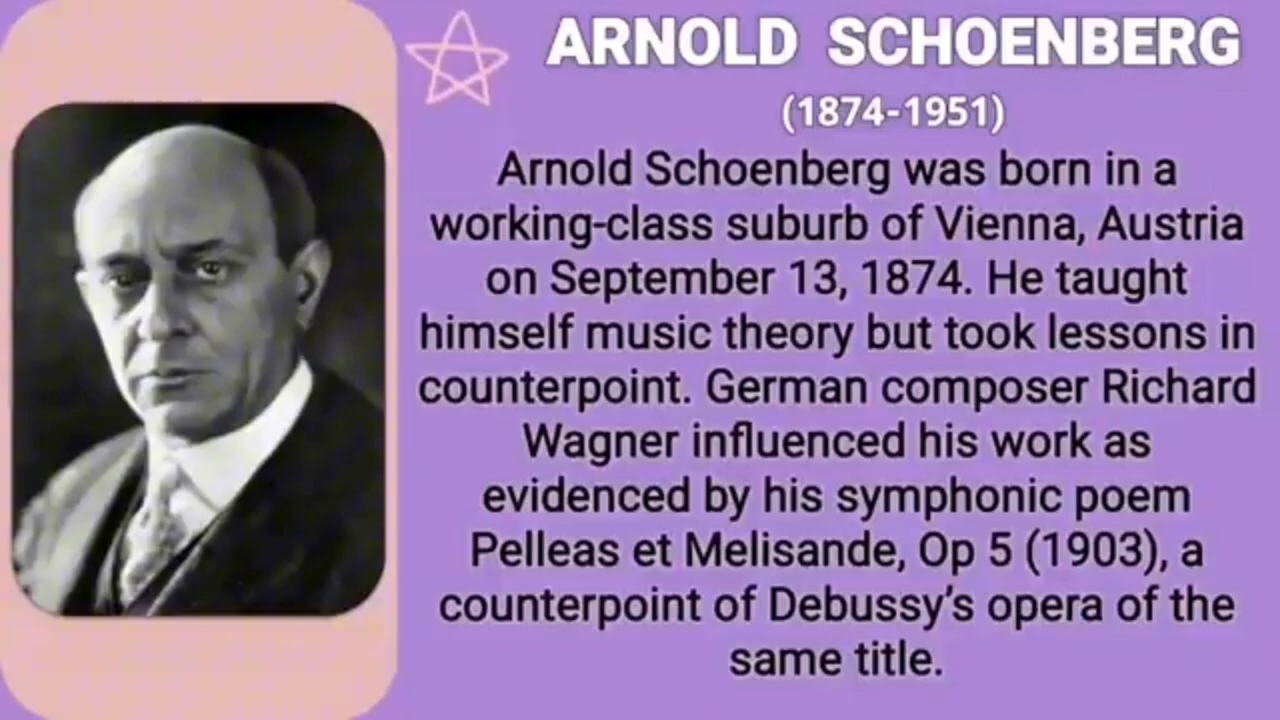 ARNOLD SCHOENBERG
(1874-1951)
Arnold Schoenberg was born in a
working-class suburb of Vienna, Austria
on September 13, 1874. He taught
himself music theory but took lessons in
counterpoint. German composer Richard
Wagner influenced his work as
evidenced by his symphonic poem
Pelleas et Melisande, Op 5 (1903), a
counterpoint of Debussy's opera of the
same title.